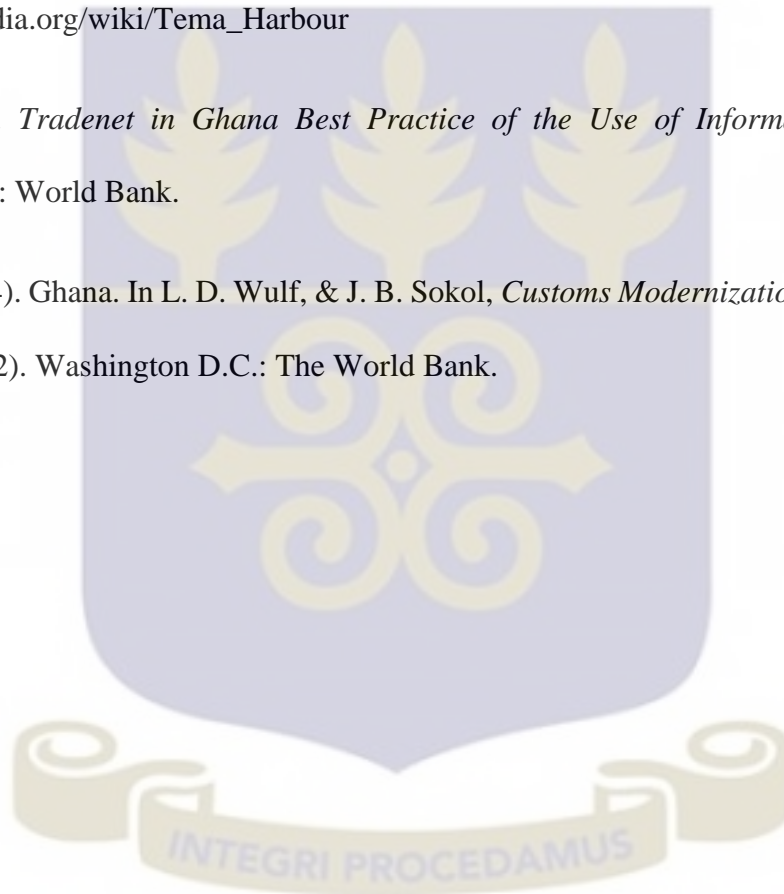 dia.org/wiki/Tema_Harbour
Tradenet in Ghana Best Practice of the Use of Inform
: World Bank.
). Ghana. In L. D. Wulf, & J. B. Sokol, Customs Modernizatio
2). Washington D.C.: The World Bank.
INTEGRI PROCEDAMUS